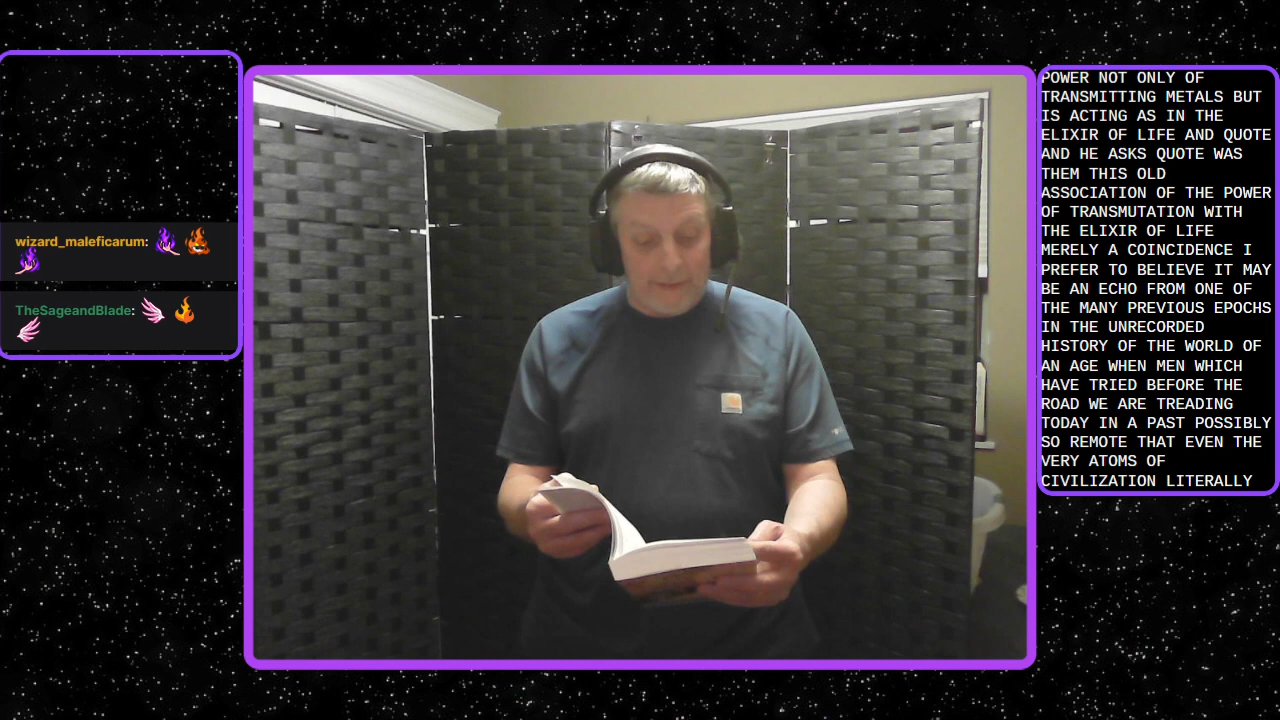 wizard_maleficarum:
TheSageandBlade:
POWER NOT ONLY OF
TRANSMITTING METALS BUT
IS ACTING AS IN THE
ELIXIR OF LIFE AND QUOTE
AND HE ASKS QUOTE WAS
THEM THIS OLD
ASSOCIATION OF THE POWER
OF TRANSMUTATION WITH
THE ELIXIR OF LIFE
MERELY A COINCIDENCE I
PREFER TO BELIEVE IT MAY
BE AN ECHO FROM ONE OF
THE MANY PREVIOUS EPOCHS
IN THE UNRECORDED
HISTORY OF THE WORLD OF
AN AGE WHEN MEN WHICH
HAVE TRIED BEFORE THE
ROAD WE ARE TREADING
TODAY IN A PAST POSSIBLY
SO REMOTE THAT EVEN THE
VERY ATOMS OF
CIVILIZATION LITERALLY